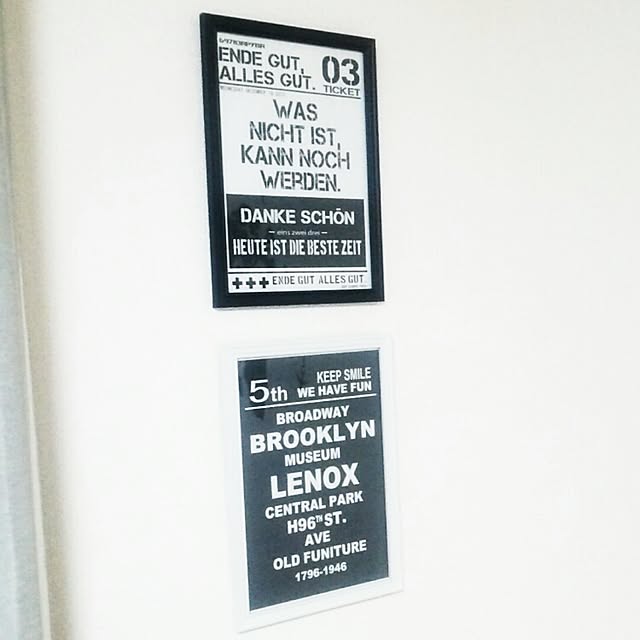 ENDE GUT,
ALLES GUT.
03
TICKET
WAS
NICHT IST,
KANN NOCH
WERDEN.
DANKE SCHÖN
eins zwei drei
HEUTE IST DIE BESTE ZEIT
+++ ENDE GUT ALLES GUT
5th
KEEP SMILE
WE HAVE FUN
BROADWAY
BROOKLYN
MUSEUM
LENOX
CENTRAL PARK
H96TH ST.
AVE
OLD FUNITURE
1796-1946